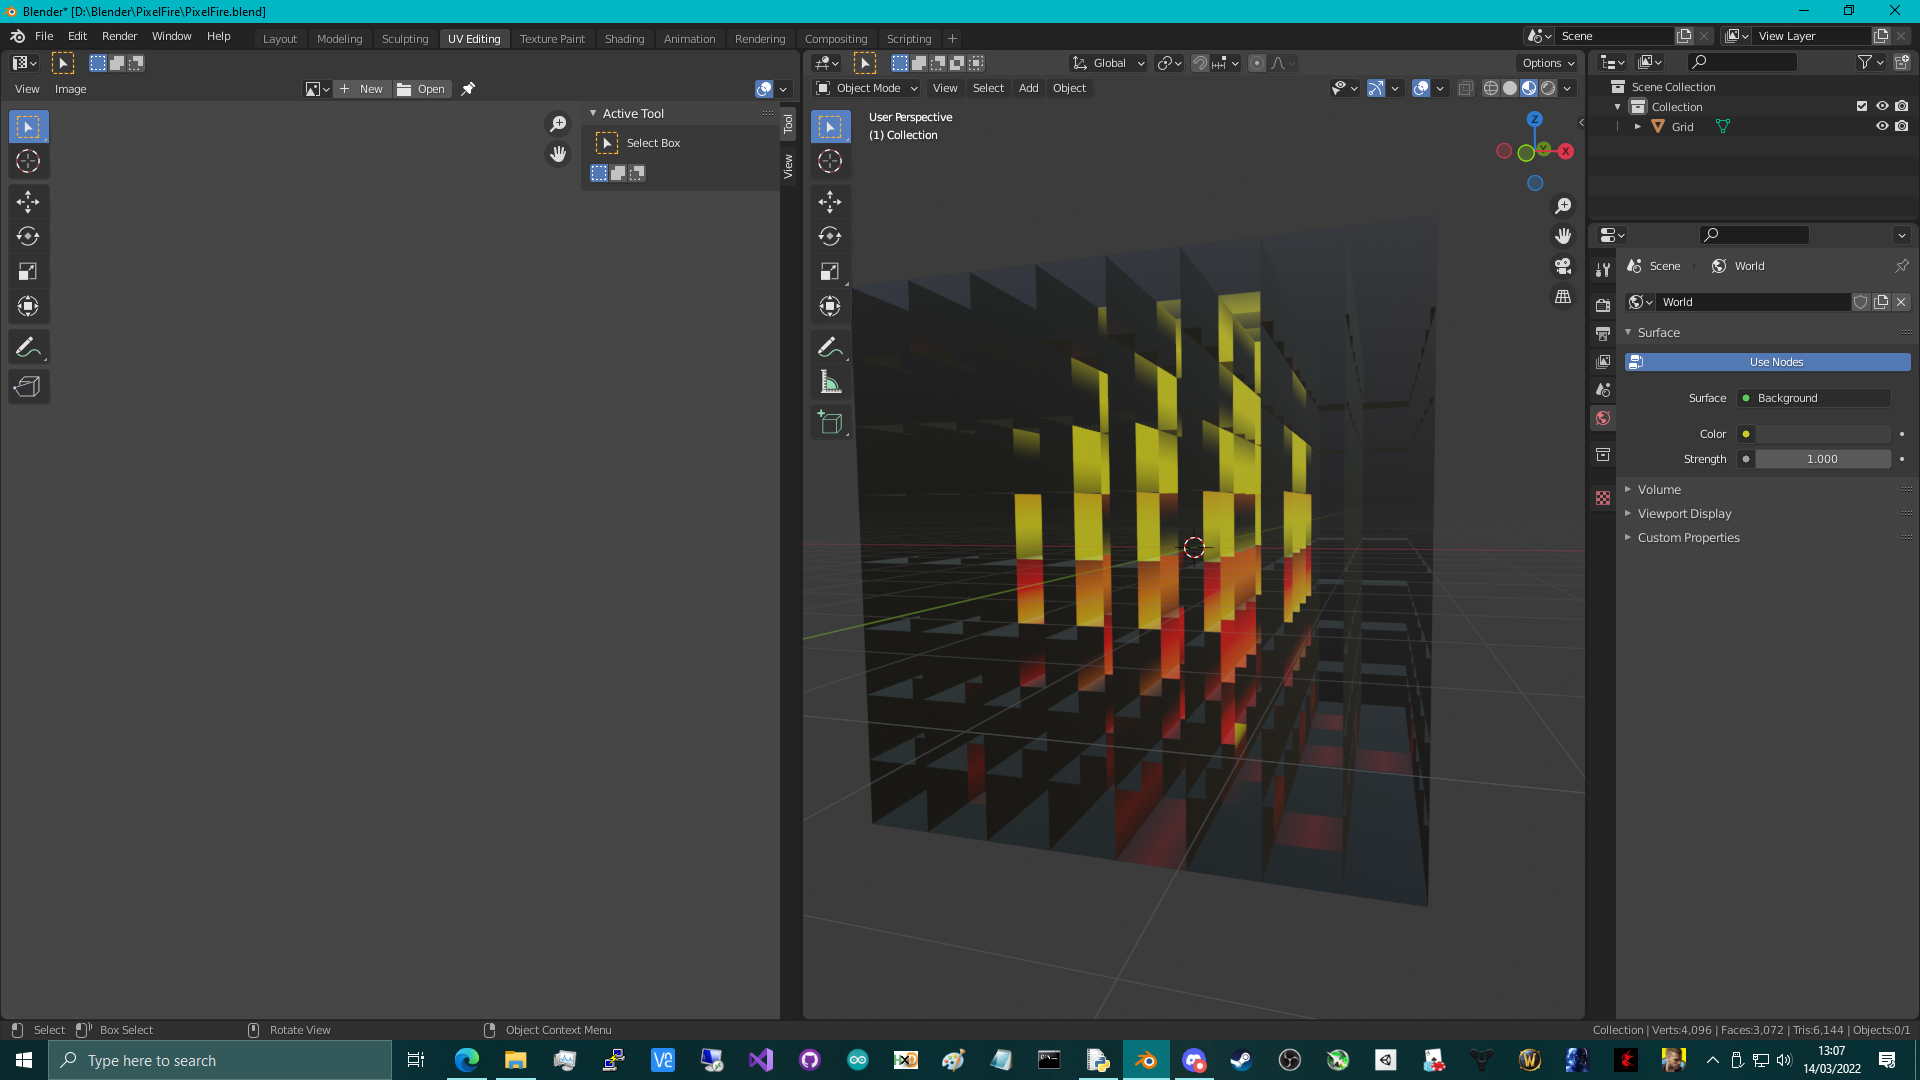 Blender* [D:\Blender\PixelFire\PixelFire.blend]
File Edit Render Window Help
Layout Modeling Sculpting UV Editing Texture Paint Shading Animation Rendering Compositing Scripting +
Scene
View Layer
Global
Options
View Image
New
Open
Object Mode View Select Add Object
Active Tool
Select Box
Tool
View
User Perspective
(1) Collection
Z
Y
X
Scene Collection
Collection
Grid
Scene
World
World
Surface
Use Nodes
Surface
Background
Color
Strength
1.000
Volume
Viewport Display
Custom Properties
Select
Box Select
Rotate View
Object Context Menu
Collection | Verts:4,096 | Faces:3,072 | Tris:6,144 | Objects:0/1
Type here to search
13:07
14/03/2022